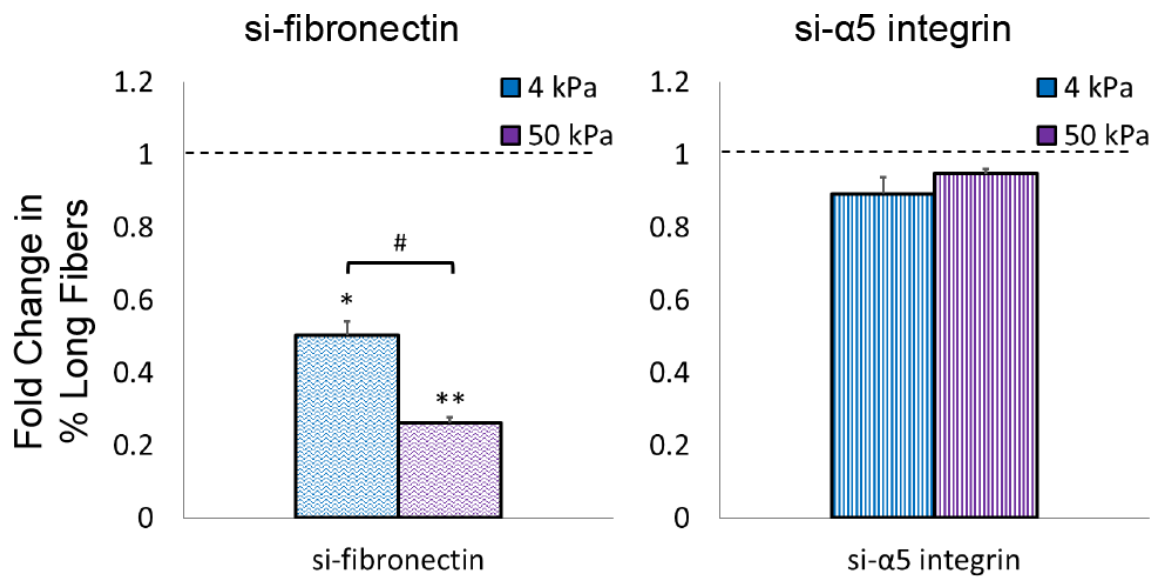 si-fibronectin
1.2
1
0.8
0.6
0.4
0.2
0
Fold Change in
% Long Fibers
4 kPa
50 kPa
#
*
**
si-fibronectin
si-α5 integrin
1.2
1
0.8
0.6
0.4
0.2
0
4 kPa
50 kPa
si-α5 integrin